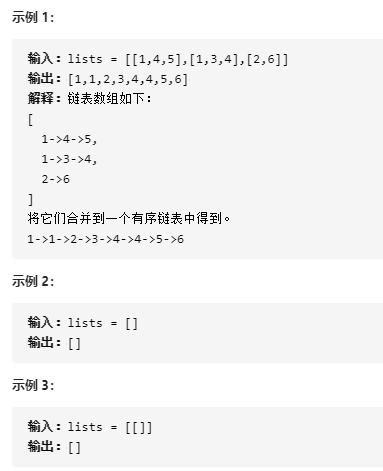 示例 1：
输入：lists = [[1,4,5],[1,3,4],[2,6]]
输出：[1,1,2,3,4,4,5,6]
解释：链表数组如下：
[
1->4->5,
1->3->4,
2->6
]
将它们合并到一个有序链表中得到。
1->1->2->3->4->4->5->6
示例 2：
输入：lists = []
输出：[]
示例 3：
输入：lists = [[]]
输出：[]